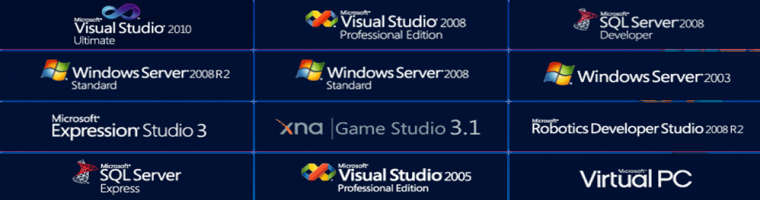 Microsoft
Visual Studio 2010
Ultimate
Microsoft
Visual Studio 2008
Professional Edition
Microsoft
SQL Server 2008
Developer
Windows Server 2008 R2
Standard
Windows Server 2008
Standard
Windows Server 2003
Microsoft
Expression Studio 3
xna | Game Studio 3.1
Microsoft
Robotics Developer Studio 2008 R2
Microsoft
SQL Server
Express
Microsoft
Visual Studio 2005
Professional Edition
Microsoft
Virtual PC